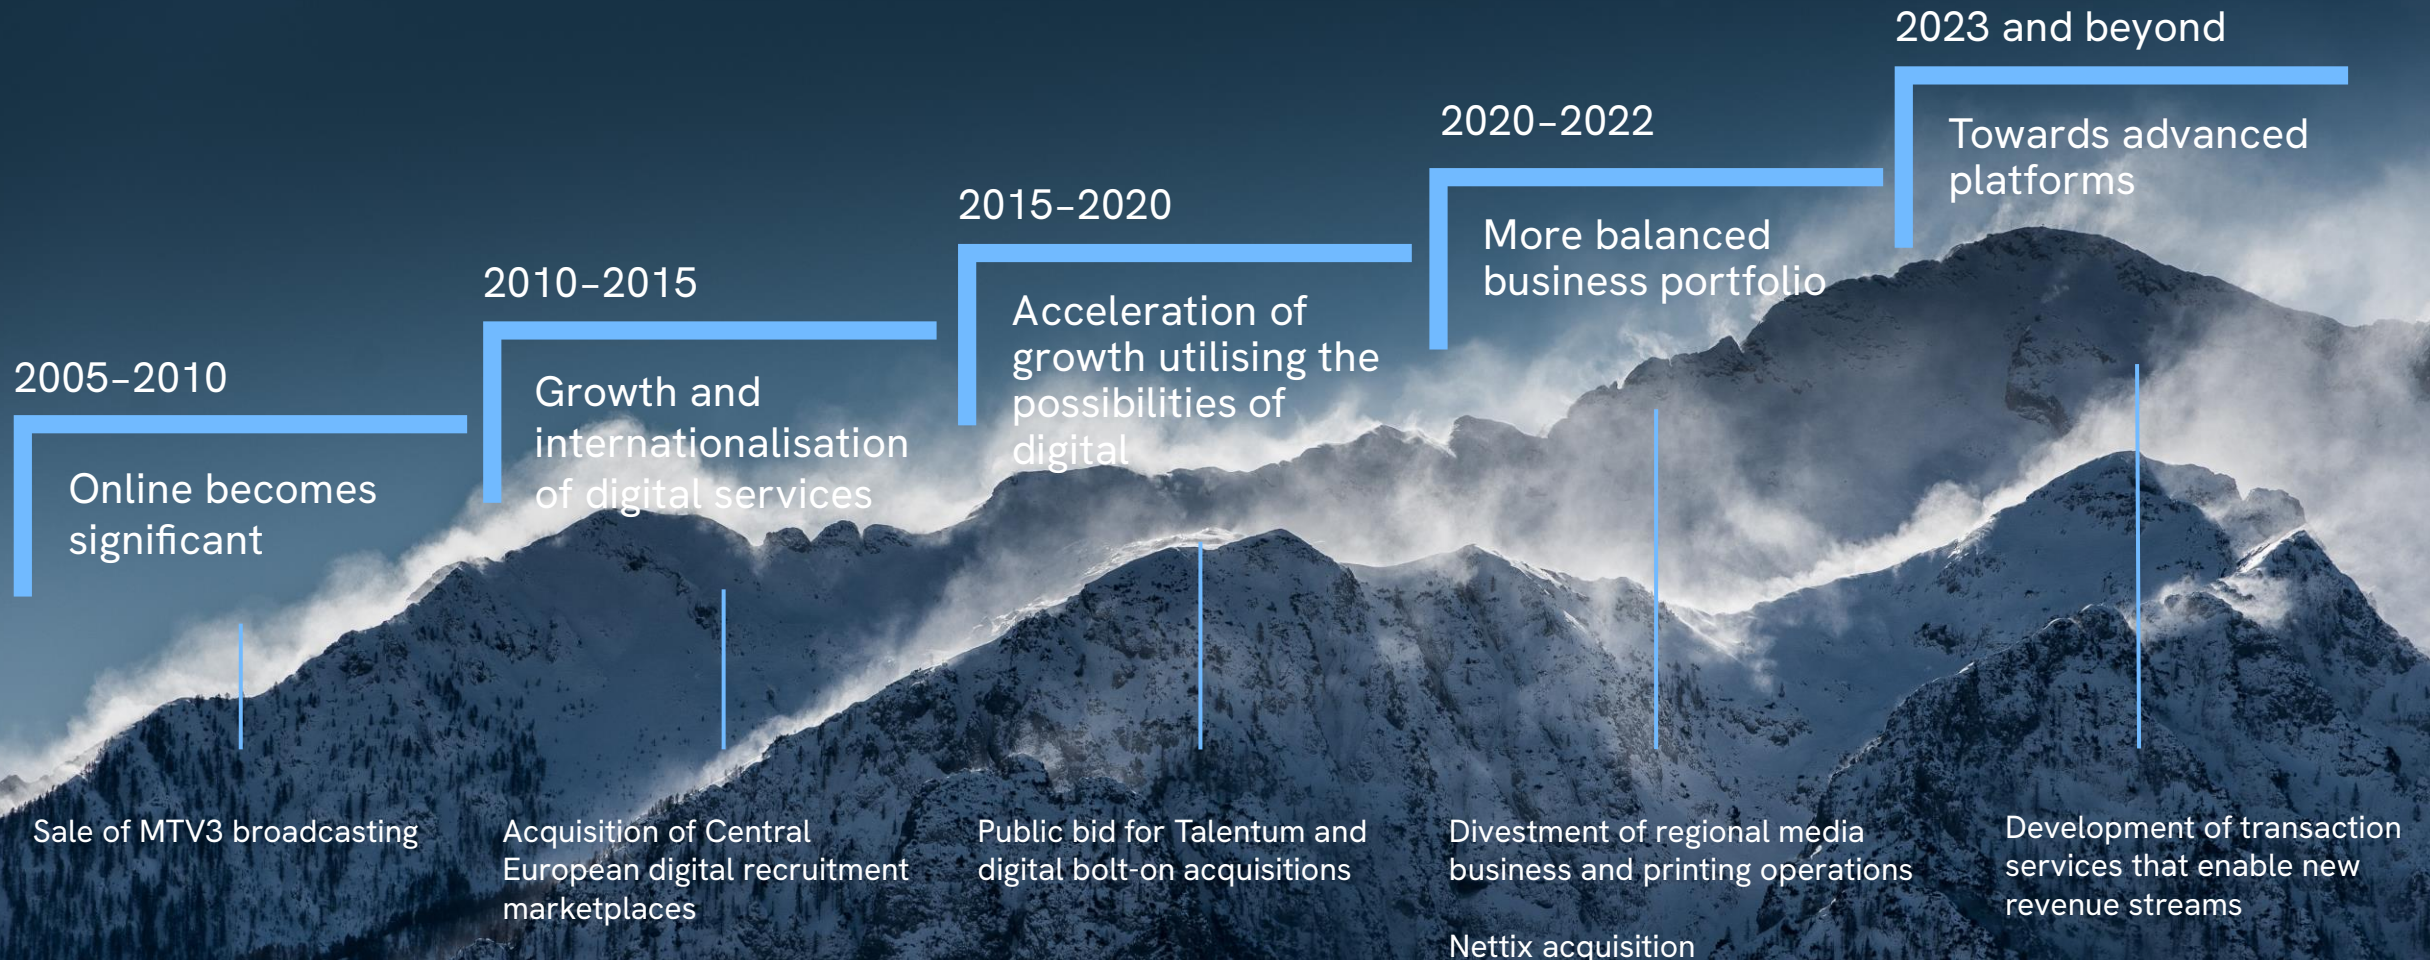 2005–2010
Online becomes
significant
Sale of MTV3 broadcasting
2010–2015
Growth and
internationalisation
of digital services
Acquisition of Central
European digital recruitment
marketplaces
2015–2020
Acceleration of
growth utilising the
possibilities of
digital
Public bid for Talentum and
digital bolt-on acquisitions
2020–2022
More balanced
business portfolio
Divestment of regional media
business and printing operations
Nettix acquisition
2023 and beyond
Towards advanced
platforms
Development of transaction
services that enable new
revenue streams